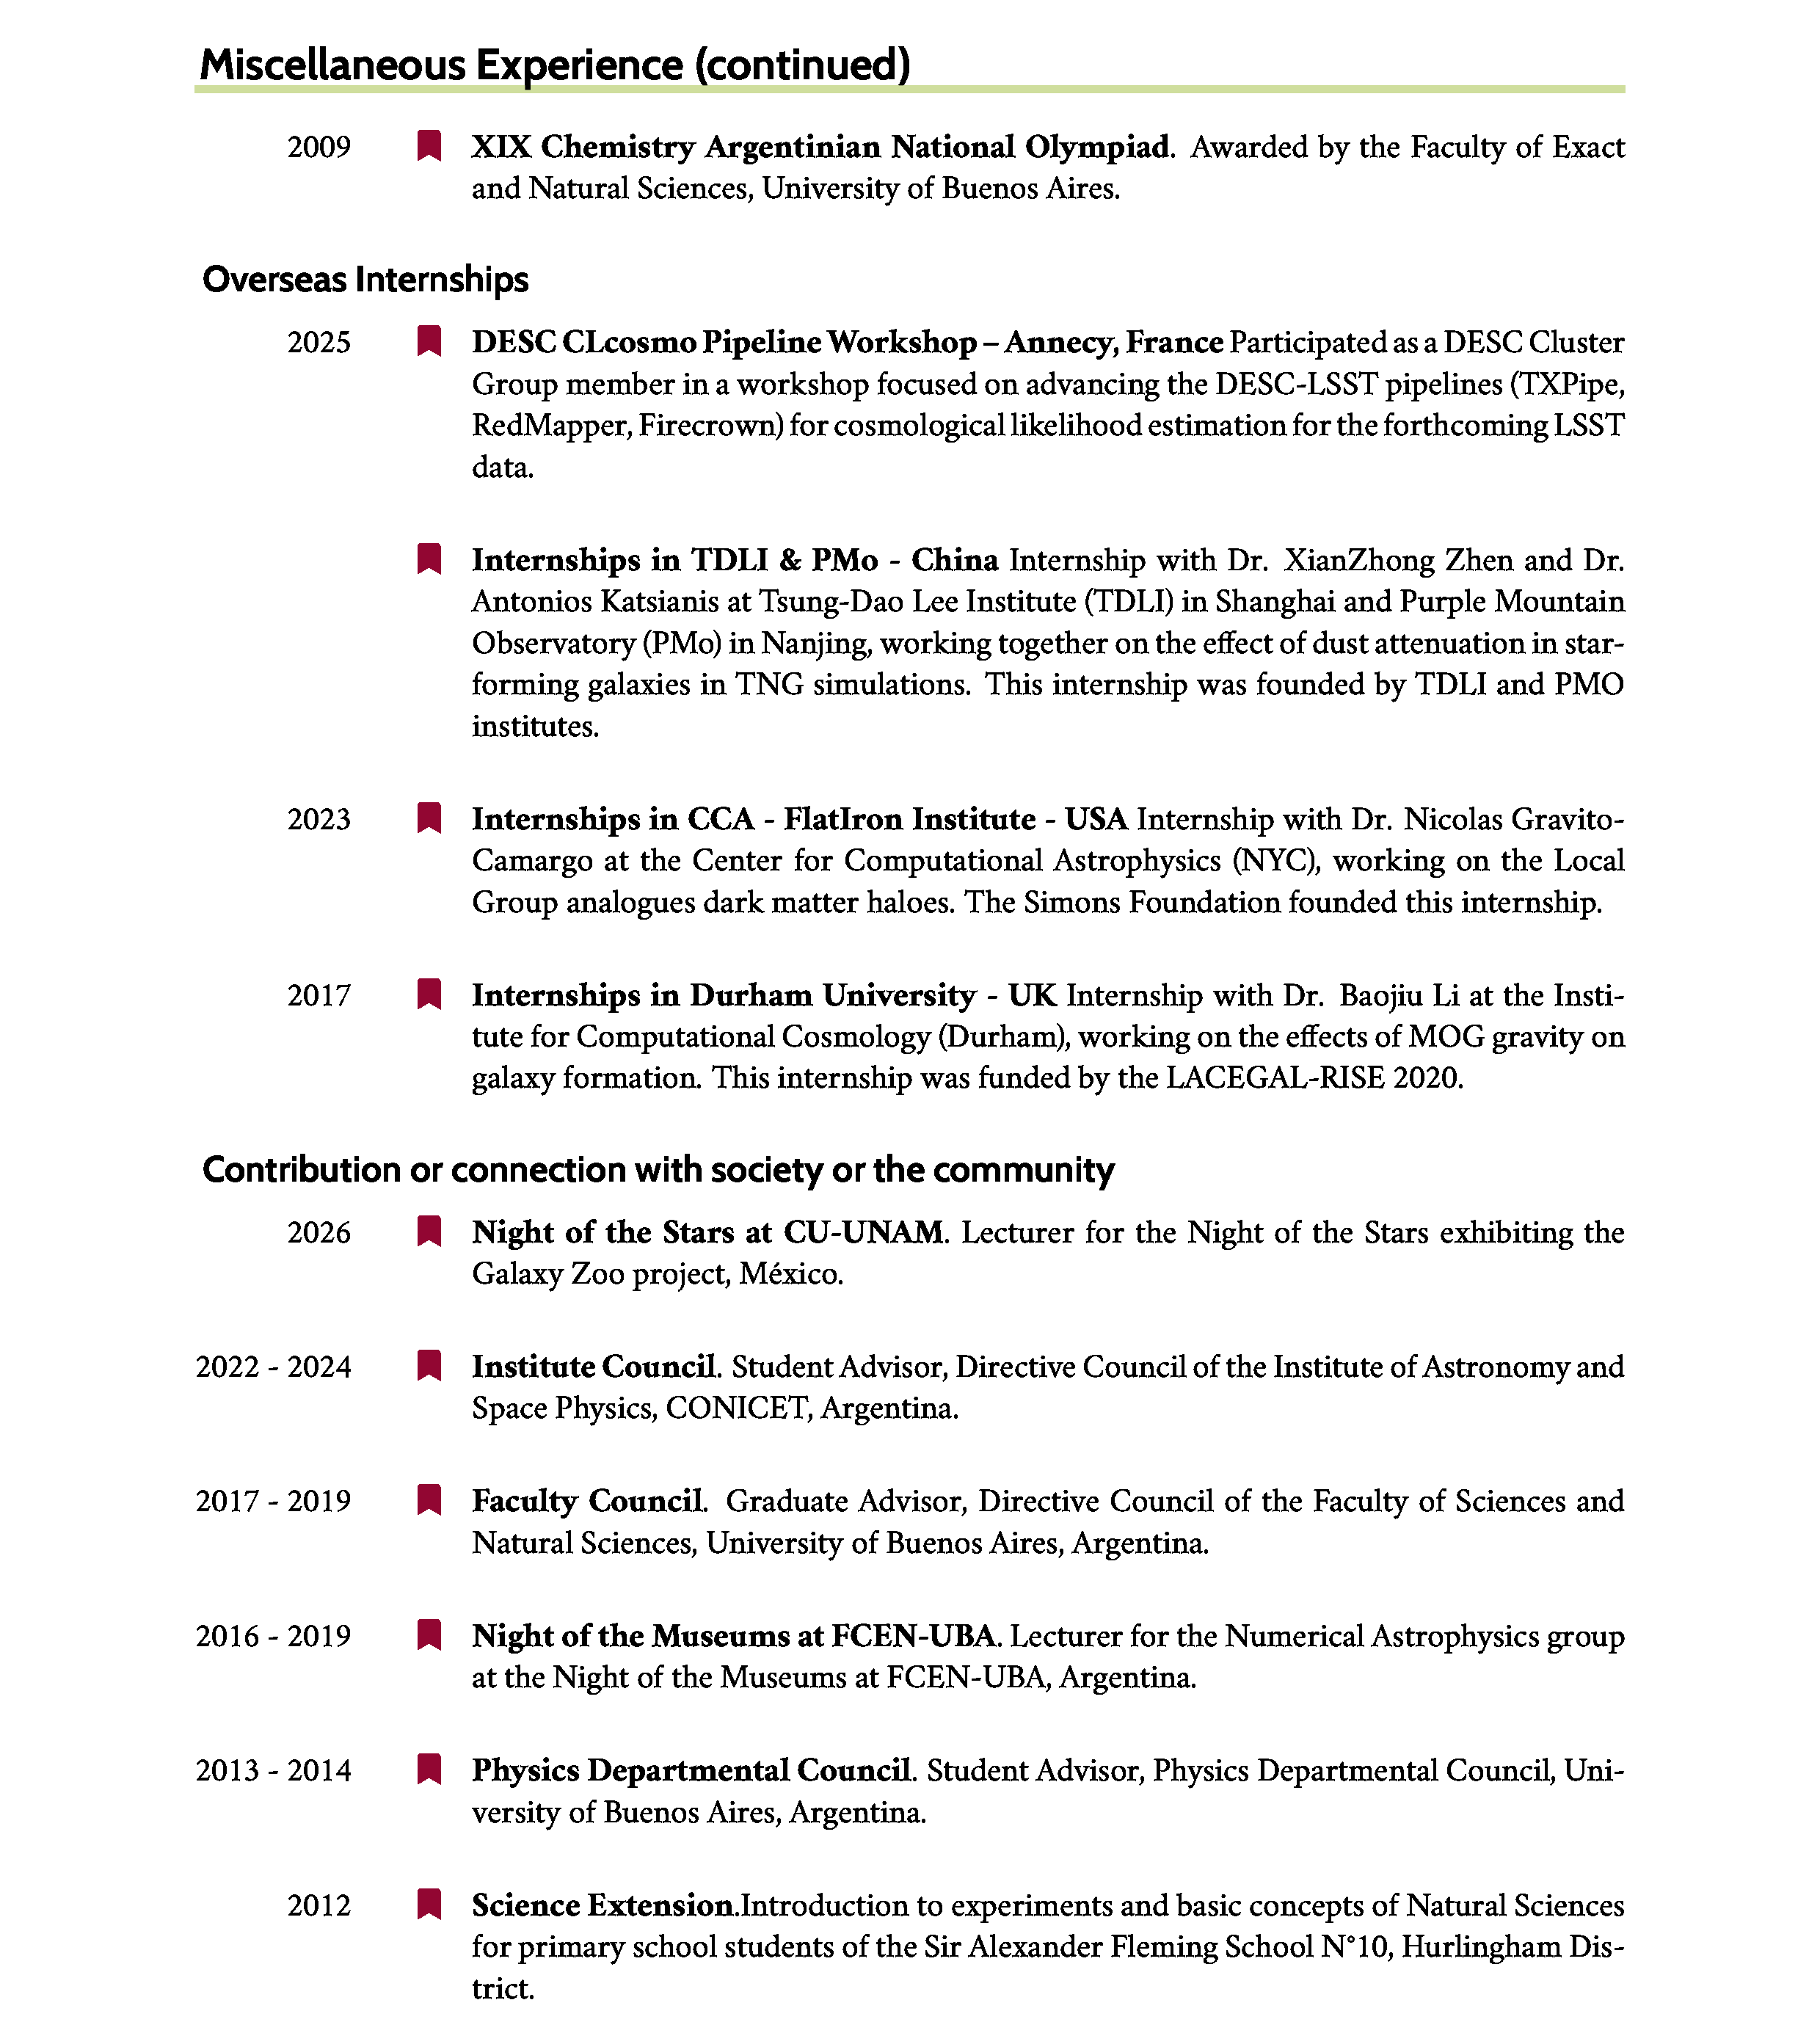 Miscellaneous Experience (continued)
2009 XIX Chemistry Argentinian National Olympiad. Awarded by the Faculty of Exact
and Natural Sciences, University of Buenos Aires.
Overseas Internships
2025 DESC CLcosmo Pipeline Workshop – Annecy, France Participated as a DESC Cluster
Group member in a workshop focused on advancing the DESC-LSST pipelines (TXPipe,
RedMapper, Firecrown) for cosmological likelihood estimation for the forthcoming LSST
data.
Internships in TDLI & PMo - China Internship with Dr. XianZhong Zhen and Dr.
Antonios Katsianis at Tsung-Dao Lee Institute (TDLI) in Shanghai and Purple Mountain
Observatory (PMo) in Nanjing, working together on the effect of dust attenuation in star-
forming galaxies in TNG simulations. This internship was founded by TDLI and PMO
institutes.
2023 Internships in CCA - FlatIron Institute - USA Internship with Dr. Nicolas Gravito-
Camargo at the Center for Computational Astrophysics (NYC), working on the Local
Group analogues dark matter haloes. The Simons Foundation founded this internship.
2017 Internships in Durham University - UK Internship with Dr. Baojiu Li at the Insti-
tute for Computational Cosmology (Durham), working on the effects of MOG gravity on
galaxy formation. This internship was funded by the LACEGAL-RISE 2020.
Contribution or connection with society or the community
2026 Night of the Stars at CU-UNAM. Lecturer for the Night of the Stars exhibiting the
Galaxy Zoo project, México.
2022 - 2024 Institute Council. Student Advisor, Directive Council of the Institute of Astronomy and
Space Physics, CONICET, Argentina.
2017 - 2019 Faculty Council. Graduate Advisor, Directive Council of the Faculty of Sciences and
Natural Sciences, University of Buenos Aires, Argentina.
2016 - 2019 Night of the Museums at FCEN-UBA. Lecturer for the Numerical Astrophysics group
at the Night of the Museums at FCEN-UBA, Argentina.
2013 - 2014 Physics Departmental Council. Student Advisor, Physics Departmental Council, Uni-
versity of Buenos Aires, Argentina.
2012 Science Extension.Introduction to experiments and basic concepts of Natural Sciences
for primary school students of the Sir Alexander Fleming School N°10, Hurlingham Dis-
trict.